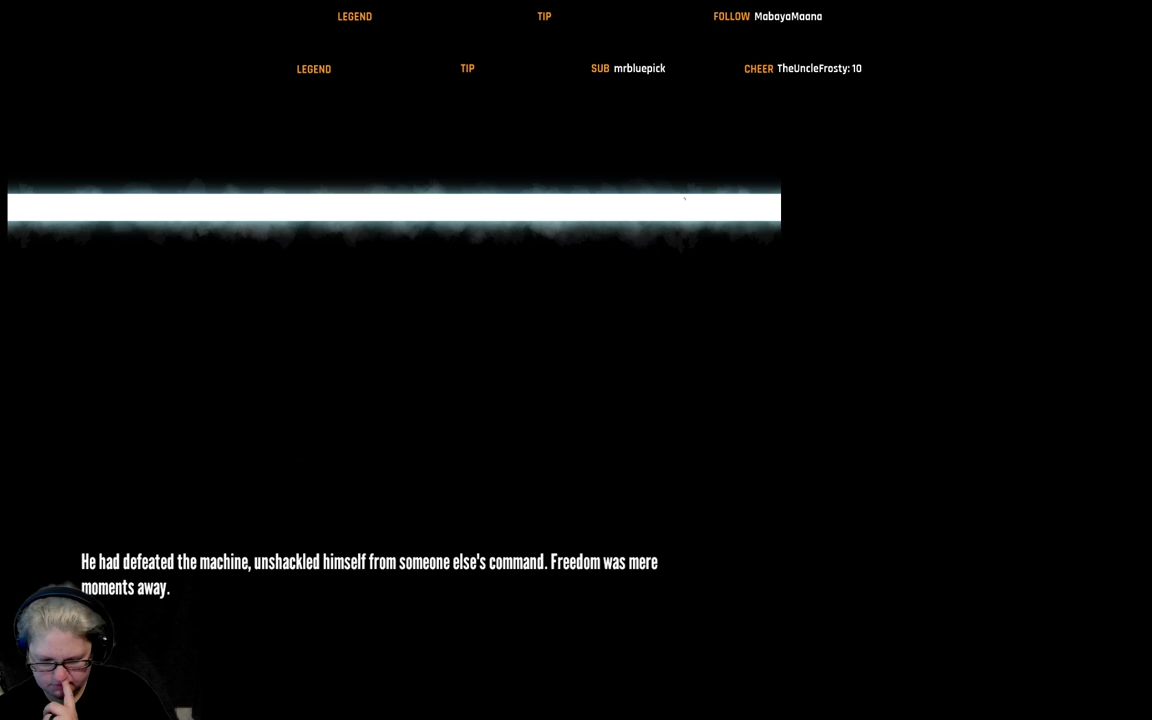 LEGEND TIP FOLLOW MabayaMaana
LEGEND TIP SUB mrbluepick CHEER TheUncleFrosty: 10
He had defeated the machine, unshackled himself from someone else's command. Freedom was mere
moments away.